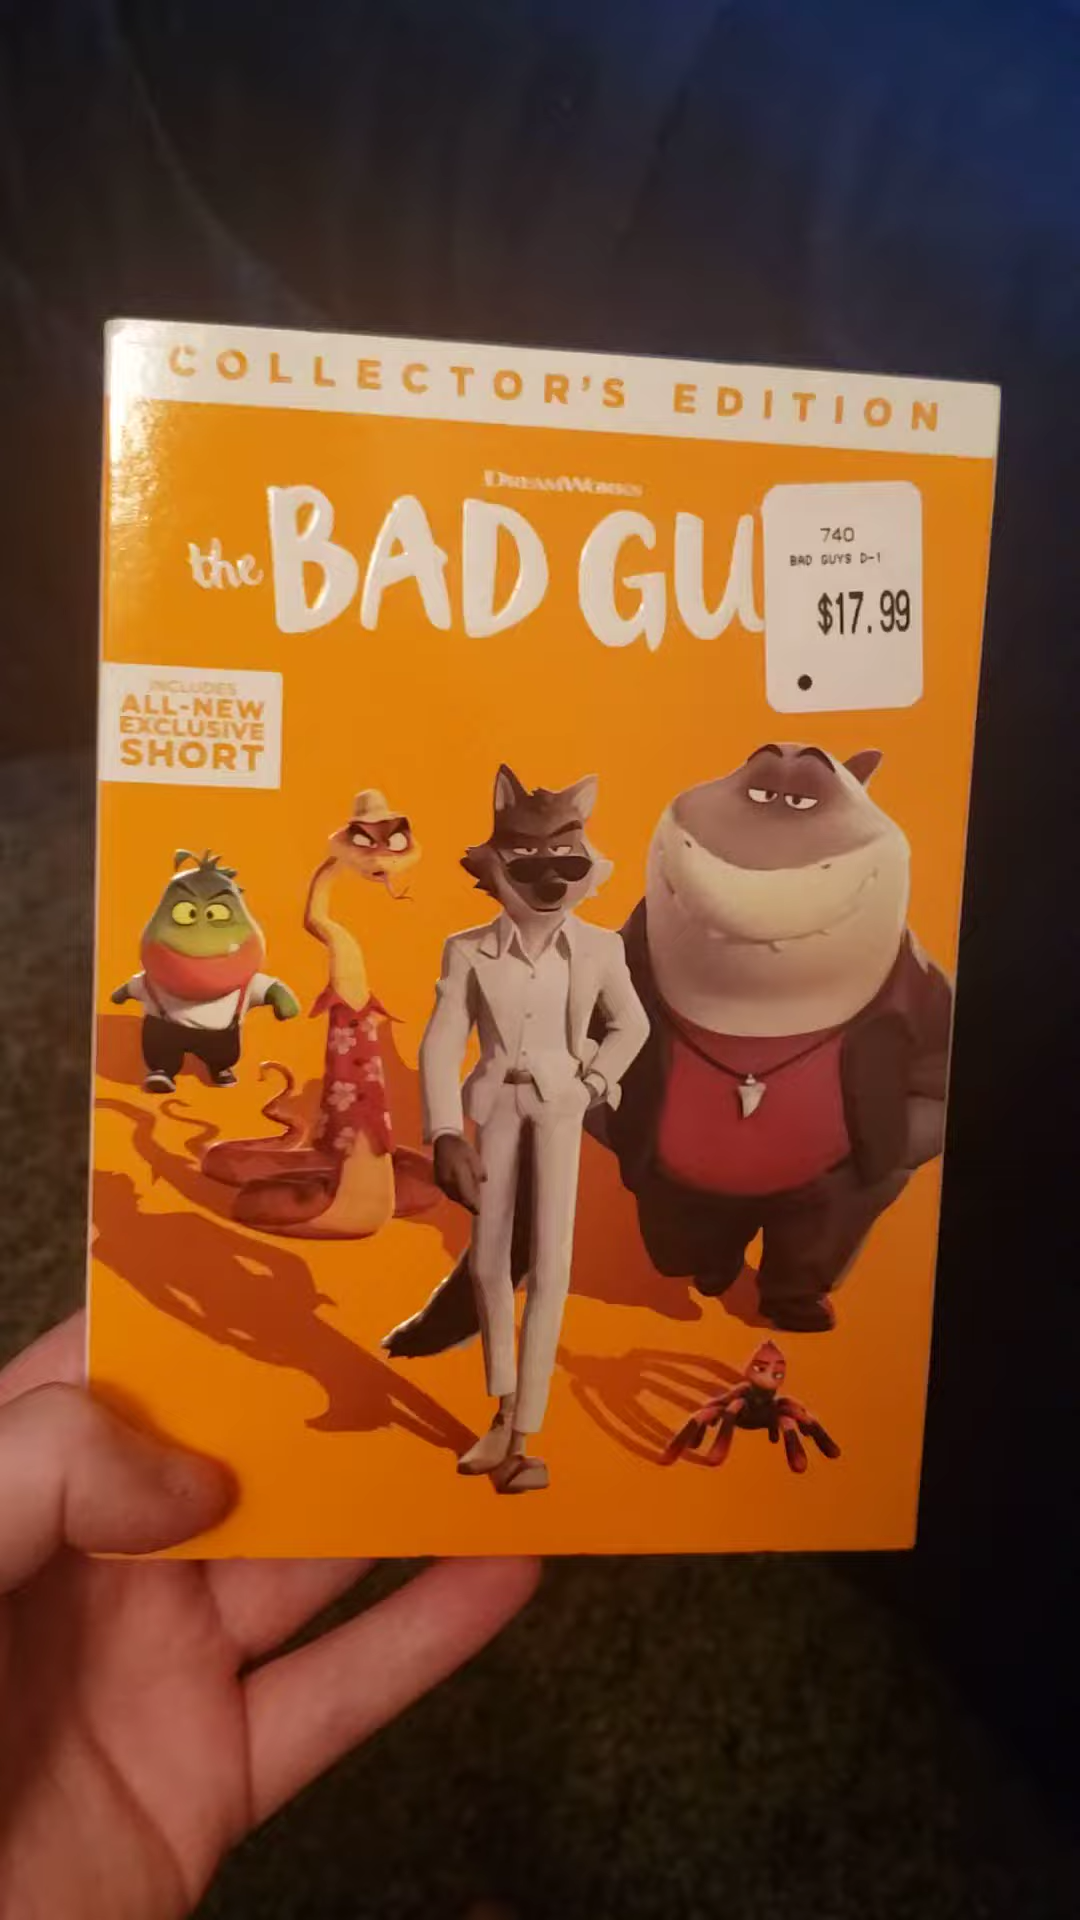 COLLECTOR'S EDITION
DREAMWORKS
the BAD GU
740
BAD GUYS D-1
$17.99
INCLUDES
ALL-NEW
EXCLUSIVE
SHORT